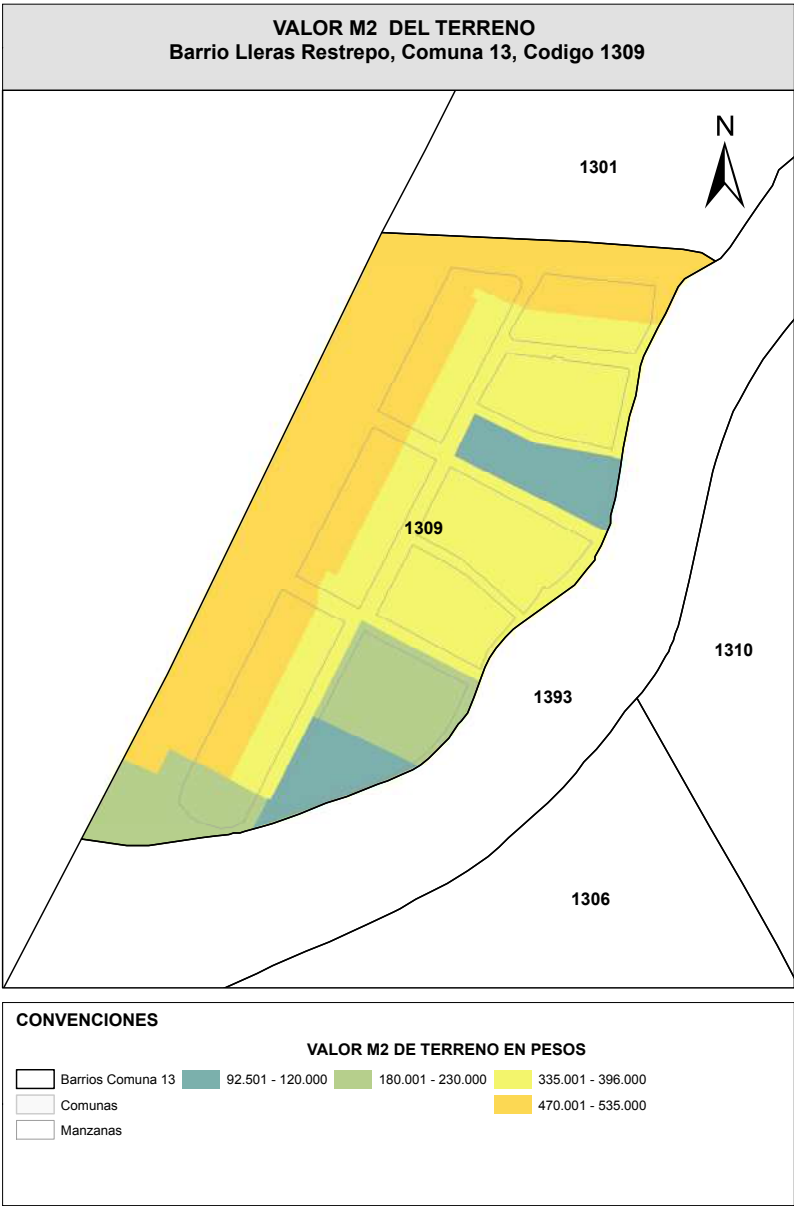 VALOR M2 DEL TERRENO
Barrio Lleras Restrepo, Comuna 13, Codigo 1309
N
1301
1309
1310
1393
1306
CONVENCIONES
VALOR M2 DE TERRENO EN PESOS
Barrios Comuna 13 92.501 - 120.000 180.001 - 230.000 335.001 - 396.000
Comunas 470.001 - 535.000
Manzanas